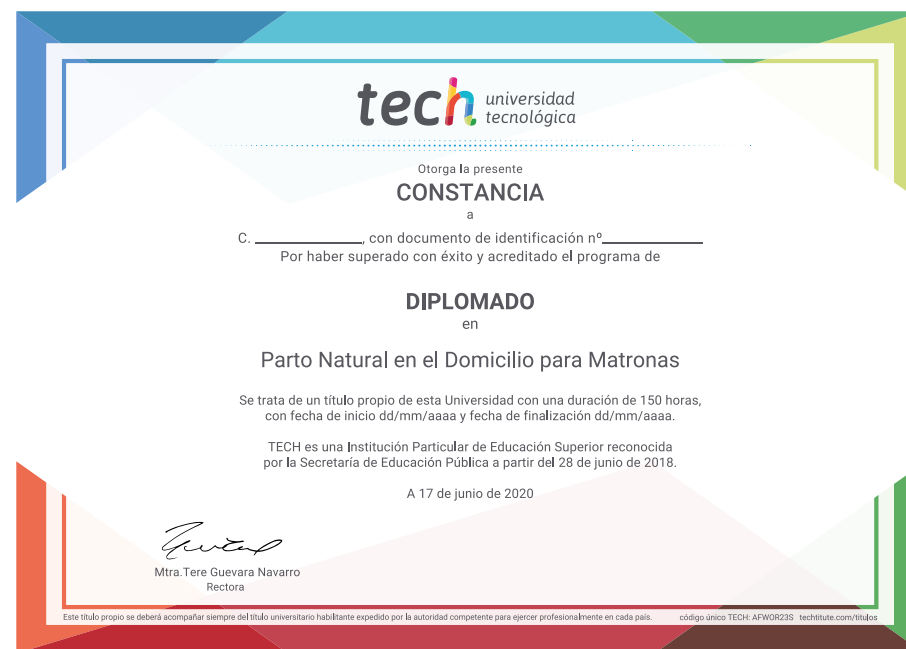 tech universidad
tecnológica
Otorga la presente
CONSTANCIA
a
C. ____________, con documento de identificación nº____________
Por haber superado con éxito y acreditado el programa de
DIPLOMADO
en
Parto Natural en el Domicilio para Matronas
Se trata de un título propio de esta Universidad con una duración de 150 horas,
con fecha de inicio dd/mm/aaaa y fecha de finalización dd/mm/aaaa.
TECH es una Institución Particular de Educación Superior reconocida
por la Secretaría de Educación Pública a partir del 28 de junio de 2018.
A 17 de junio de 2020
Mtra.Tere Guevara Navarro
Rectora
Este título propio se deberá acompañar siempre del título universitario habilitante expedido por la autoridad competente para ejercer profesionalmente en cada país. código único TECH: AFWOR23S techtitute.com/titulos